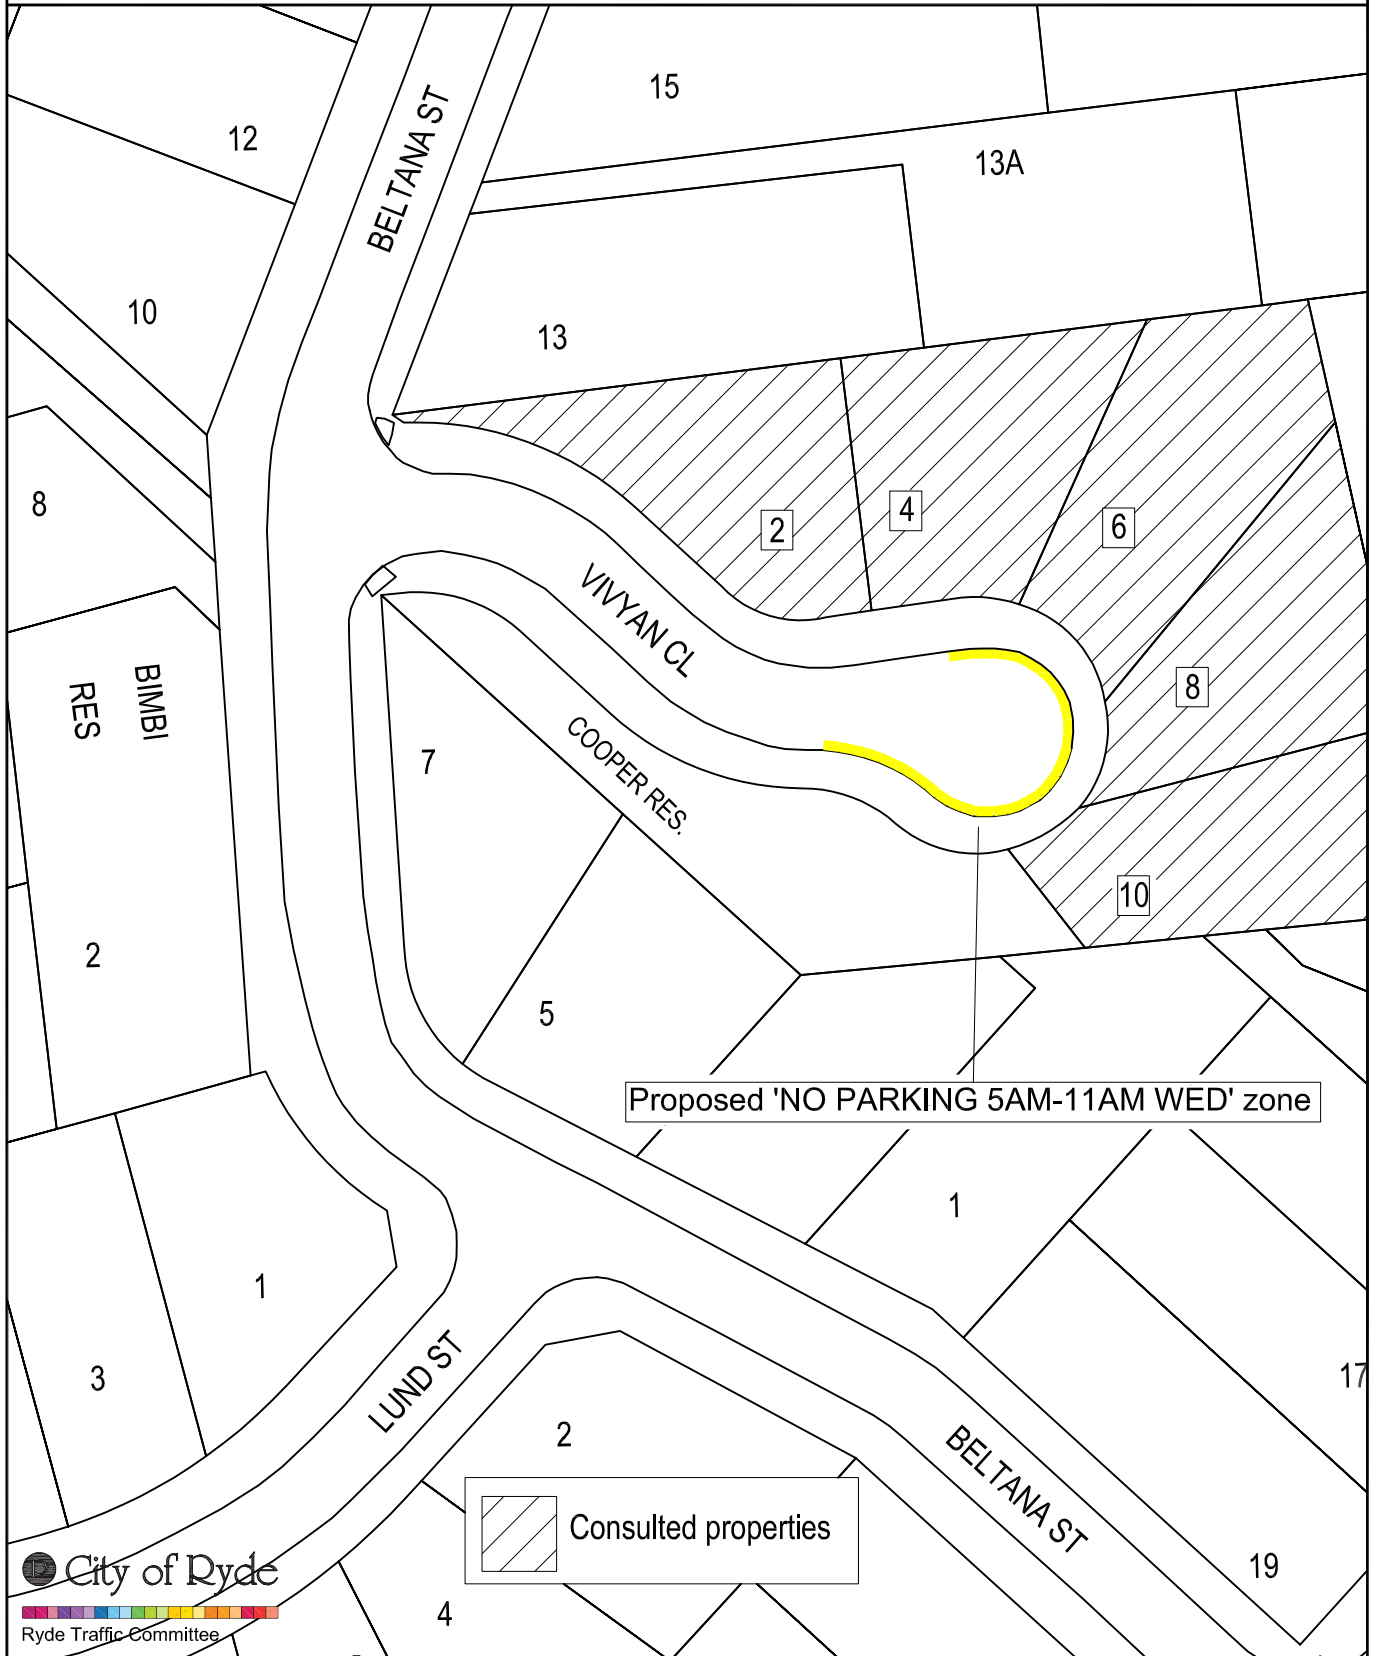 15
12
BELTANA ST
13A
10
13
8
2
4
6
VIVYAN CL
BIMBI
RES
8
COOPER RES.
7
10
2
5
Proposed 'NO PARKING 5AM-11AM WED' zone
1
1
3
LUND ST
17
2
BELTANA ST
Consulted properties
19
City of Ryde
4
Ryde Traffic Committee